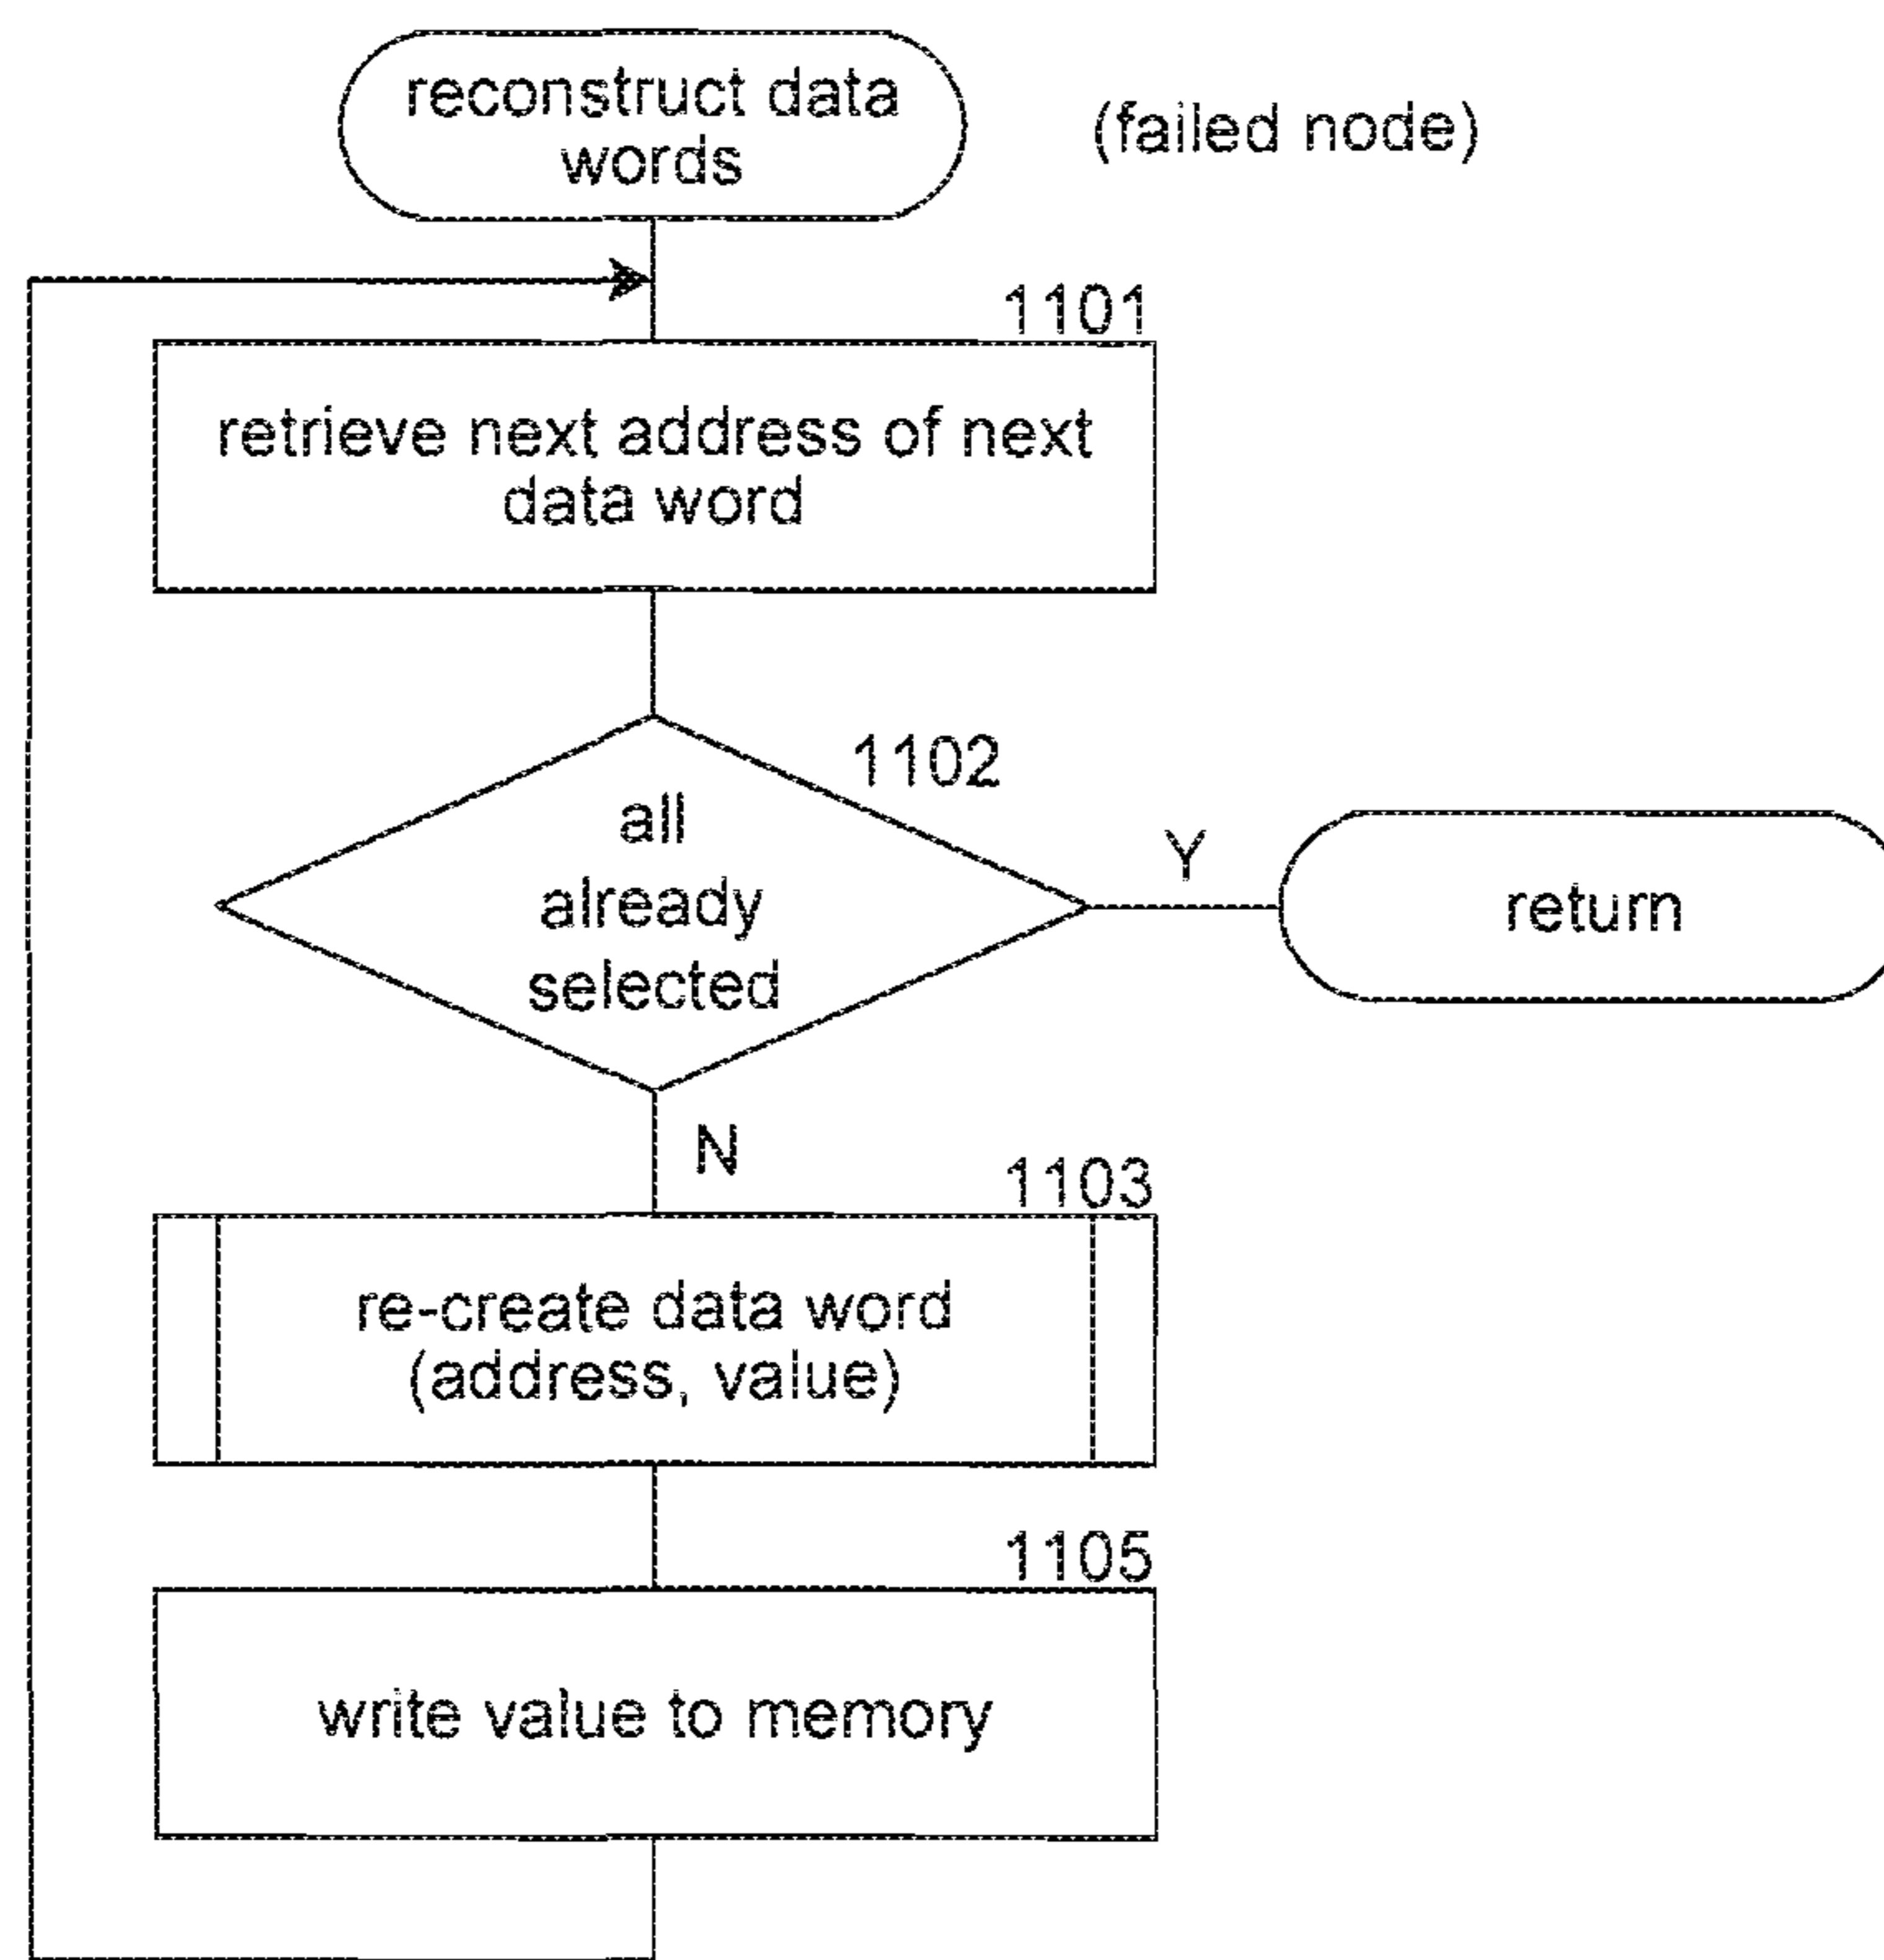 reconstruct data
words
(failed node)
1101
retrieve next address of next
data word
1102
all
already
selected
Y
return
N
1103
re-create data word
(address, value)
1105
write value to memory